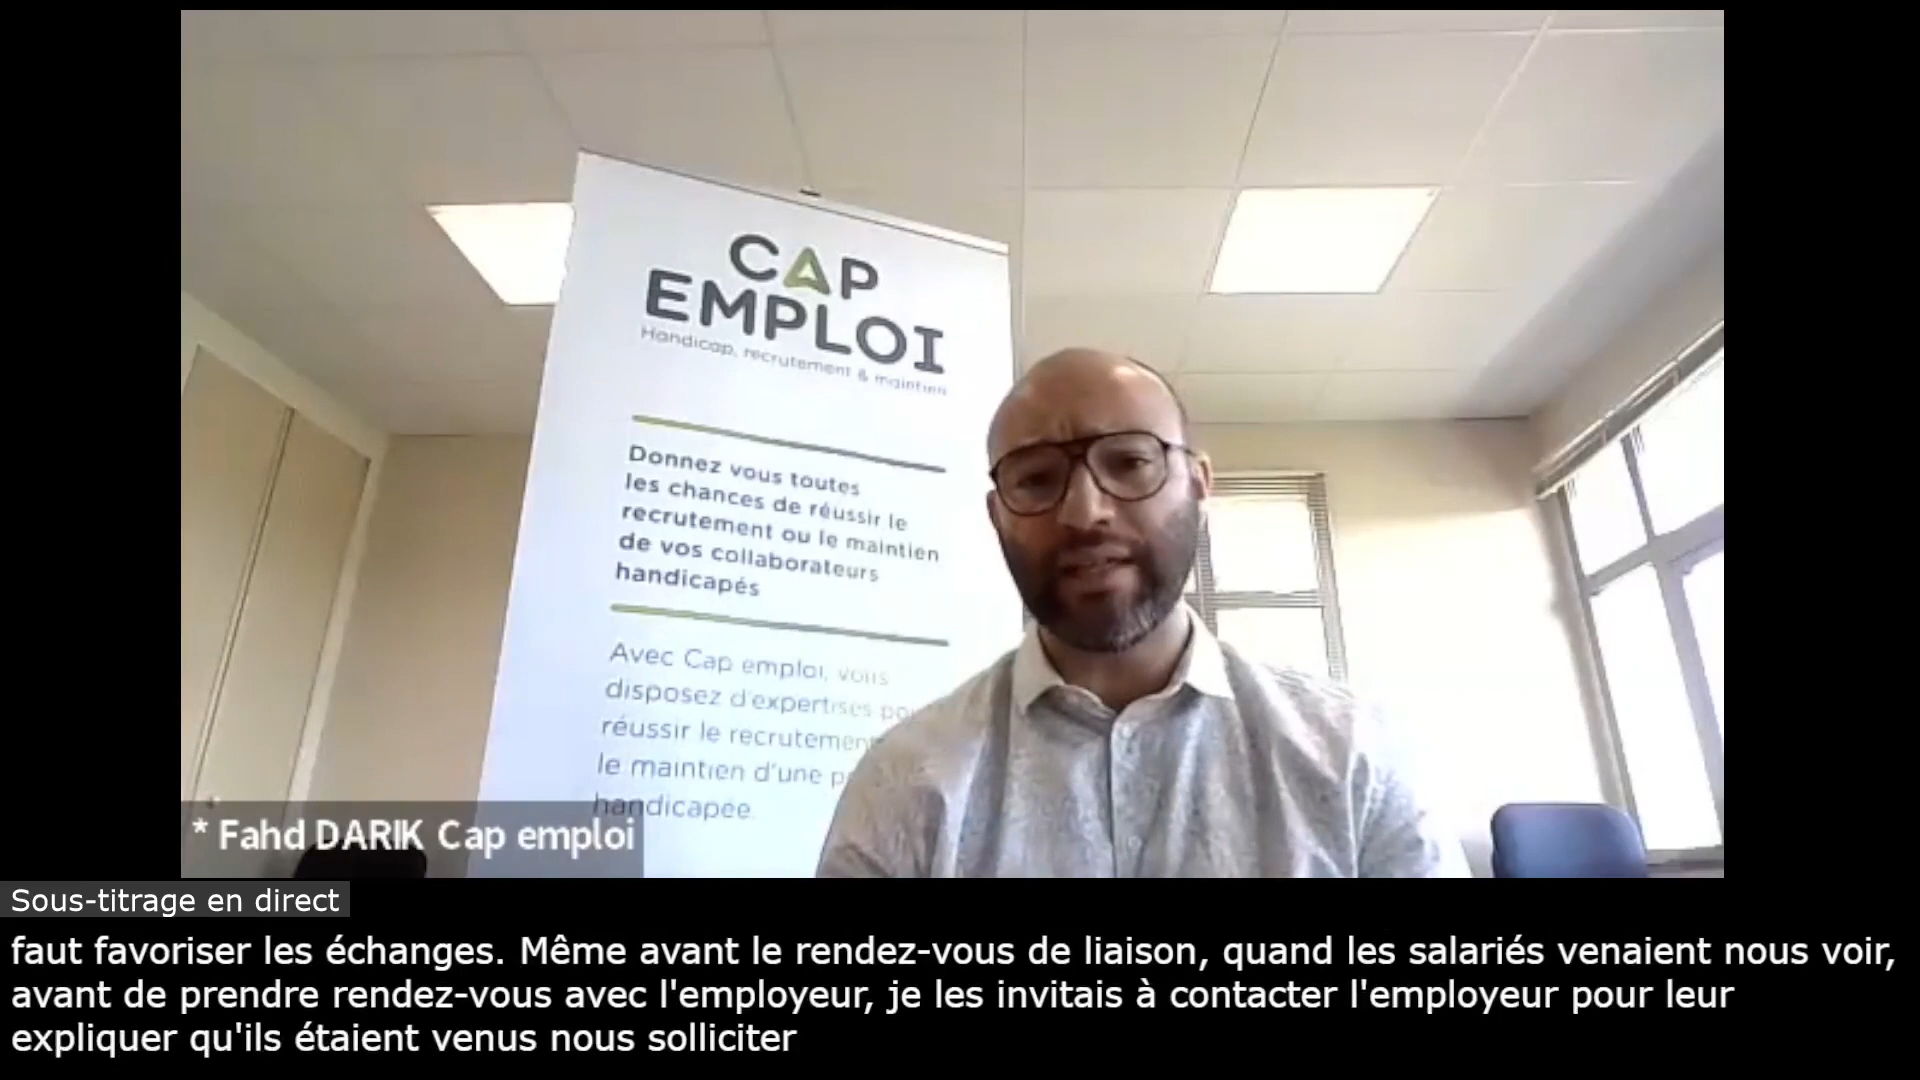 CAP
EMPLOI
Handicap, recrutement & maintien
Donnez vous toutes
les chances de réussir le
recrutement ou le maintien
de vos collaborateurs
handicapés
Avec Cap emploi, vous
disposez d'expertises
réussir le recrutement
le maintien d'une
handicapée.
* Fahd DARIK Cap emploi
Sous-titrage en direct
faut favoriser les échanges. Même avant le rendez-vous de liaison, quand les salariés venaient nous voir,
avant de prendre rendez-vous avec l'employeur, je les invitais à contacter l'employeur pour leur
expliquer qu'ils étaient venus nous solliciter